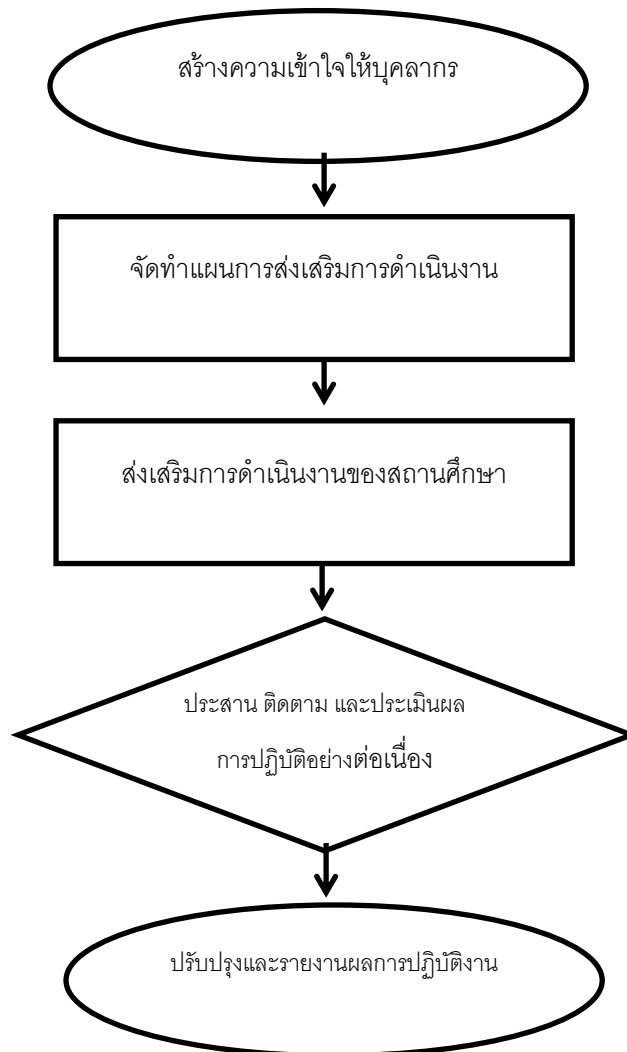 สร้างความเข้าใจให้บุคลากร
จัดทำแผนการส่งเสริมการดำเนินงาน
ส่งเสริมการดำเนินงานของสถานศึกษา
ประสาน ติดตาม และประเมินผล
การปฏิบัติอย่างต่อเนื่อง
ปรับปรุงและรายงานผลการปฏิบัติงาน